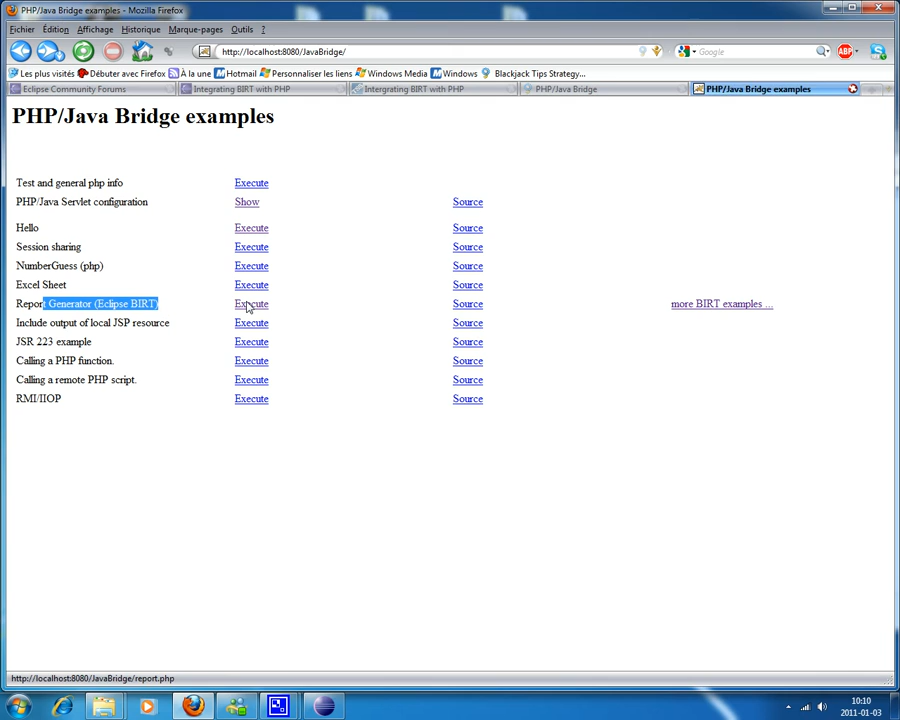 PHP/Java Bridge examples - Mozilla Firefox
Fichier Édition Affichage Historique Marque-pages Outils ?
http://localhost:8080/JavaBridge/ Google ABP
Les plus visités Débuter avec Firefox À la une Hotmail Personnaliser les liens Windows Media Windows Blackjack Tips Strategy...
Eclipse Community Forums Integrating BIRT with PHP Intergrating BIRT with PHP PHP/Java Bridge PHP/Java Bridge examples
PHP/Java Bridge examples
Test and general php info Execute
PHP/Java Servlet configuration Show Source
Hello Execute Source
Session sharing Execute Source
NumberGuess (php) Execute Source
Excel Sheet Execute Source
Report Generator (Eclipse BIRT) Execute Source more BIRT examples ...
Include output of local JSP resource Execute Source
JSR 223 example Execute Source
Calling a PHP function. Execute Source
Calling a remote PHP script. Execute Source
RMI/IIOP Execute Source
http://localhost:8080/JavaBridge/report.php
10:10
2011-01-03